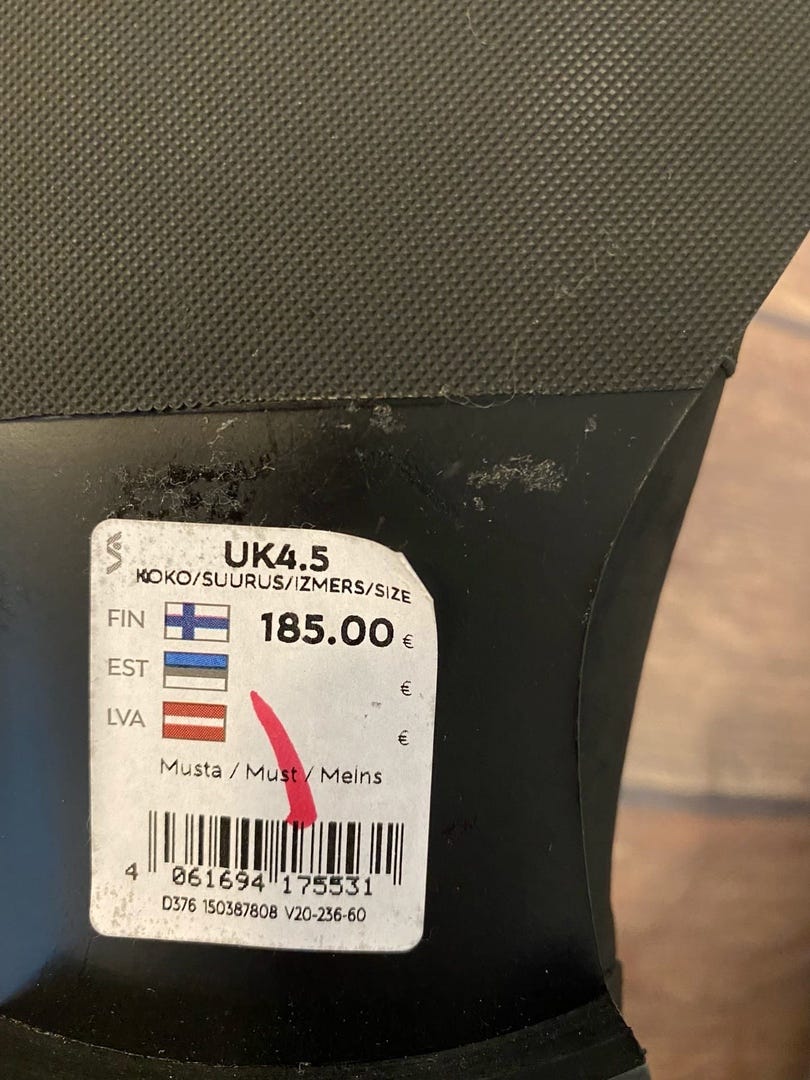 UK4.5
KOKO/SUURUS/IZMERS/SIZE
FIN 185.00 €
EST €
LVA €
Musta / Must / Melns
4 061694 175531
D376 150387808 V20-236-60